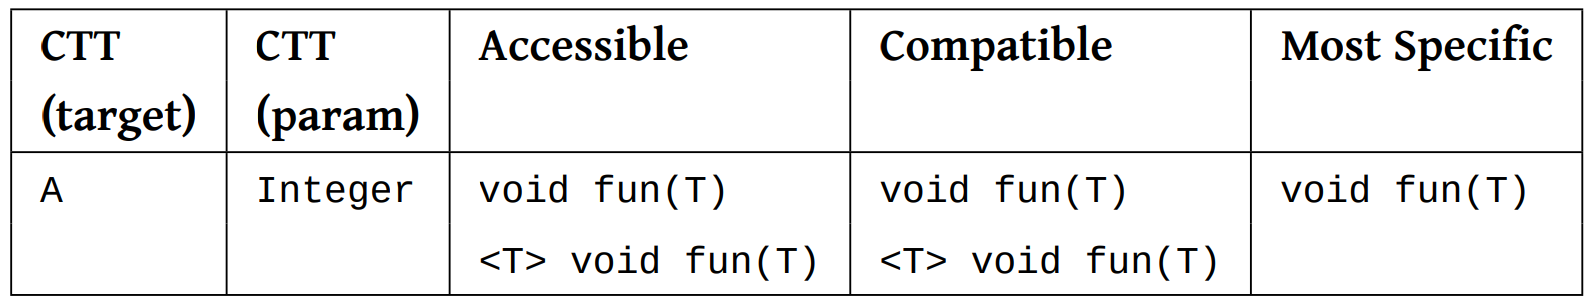 CTT CTT Accessible Compatible Most Specific
(target) (param)
A Integer void fun(T) void fun(T) void fun(T)
<T> void fun(T) <T> void fun(T)